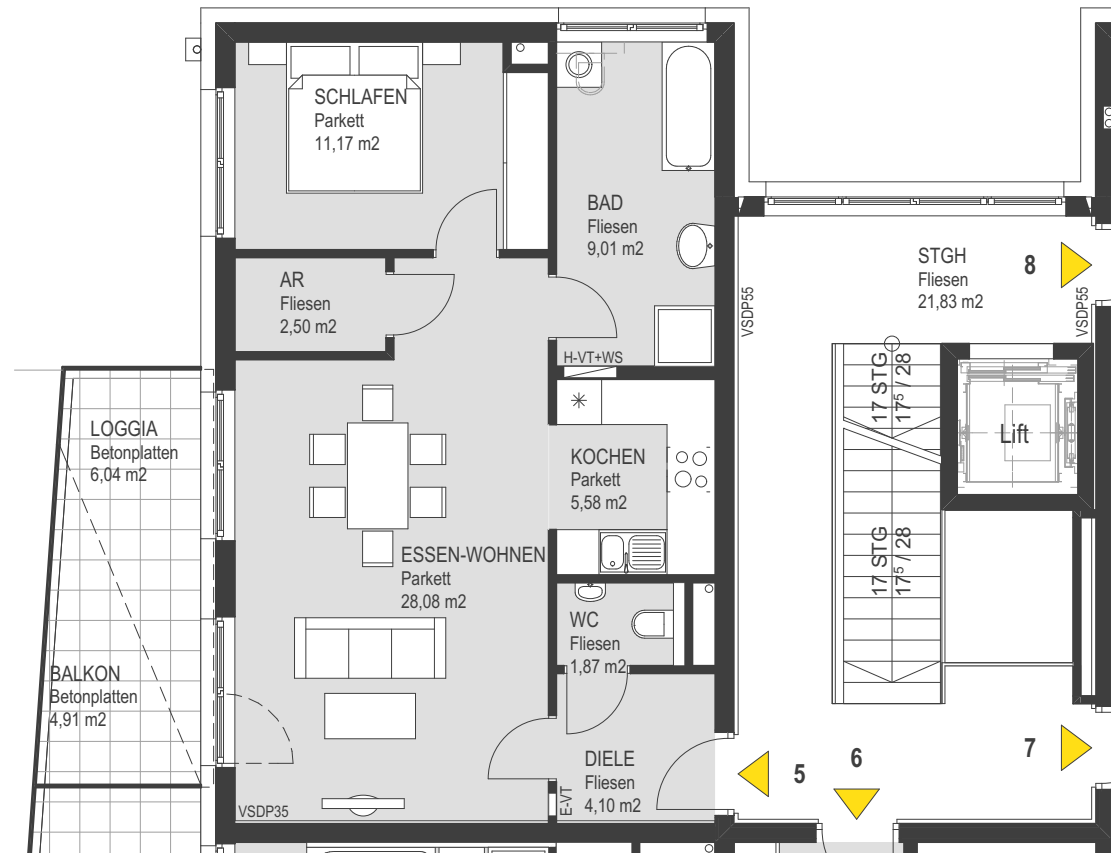 SCHLAFEN
Parkett
11,17 m2
BAD
Fliesen
9,01 m2
STGH
Fliesen
21,83 m2
8
VSDP55
VSDP55
AR
Fliesen
2,50 m2
H-VT+WS
17 STG
17⁵ / 28
Lift
LOGGIA
Betonplatten
6,04 m2
KOCHEN
Parkett
5,58 m2
ESSEN-WOHNEN
Parkett
28,08 m2
17 STG
17⁵ / 28
WC
Fliesen
1,87 m2
BALKON
Betonplatten
4,91 m2
DIELE
Fliesen
4,10 m2
E-VT
VSDP35
5
6
7